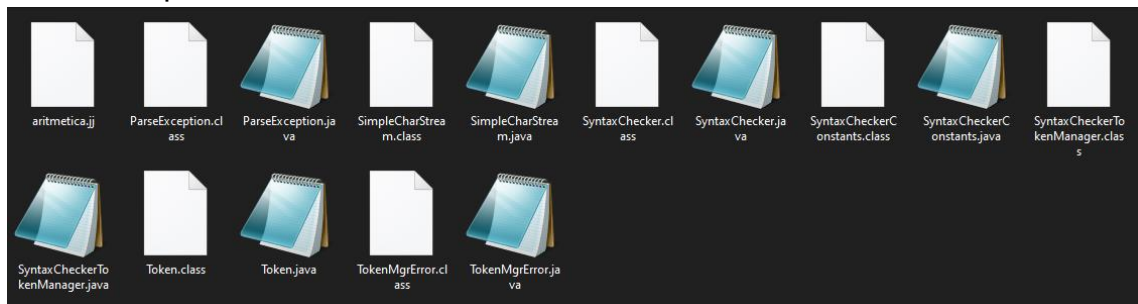 aritmetica.jj
ParseException.cl
ass
ParseException.ja
va
SimpleCharStrea
m.class
SimpleCharStrea
m.java
SyntaxChecker.cl
ass
SyntaxChecker.ja
va
SyntaxCheckerC
onstants.class
SyntaxCheckerC
onstants.java
SyntaxCheckerTo
kenManager.clas
s
SyntaxCheckerTo
kenManager.java
Token.class
Token.java
TokenMgrError.cl
ass
TokenMgrError.ja
va